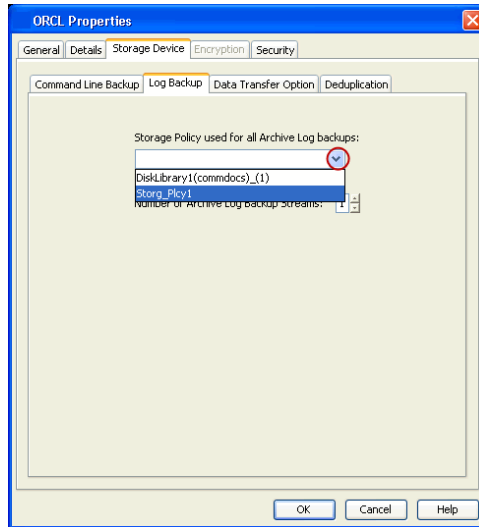 ORCL Properties
General Details Storage Device Encryption Security
Command Line Backup Log Backup Data Transfer Option Deduplication
Storage Policy used for all Archive Log backups:
DiskLibrary1(commdocs)_(1)
Storg_Plcy1
Number of Archive Log Backup Streams: 1
OK Cancel Help